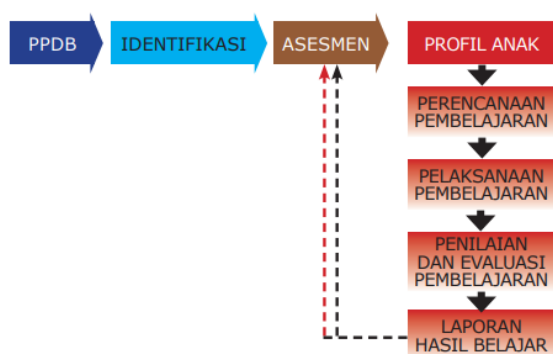 PPDB
IDENTIFIKASI
ASESMEN
PROFIL ANAK
PERENCANAAN
PEMBELAJARAN
PELAKSANAAN
PEMBELAJARAN
PENILAIAN
DAN EVALUASI
PEMBELAJARAN
LAPORAN
HASIL BELAJAR